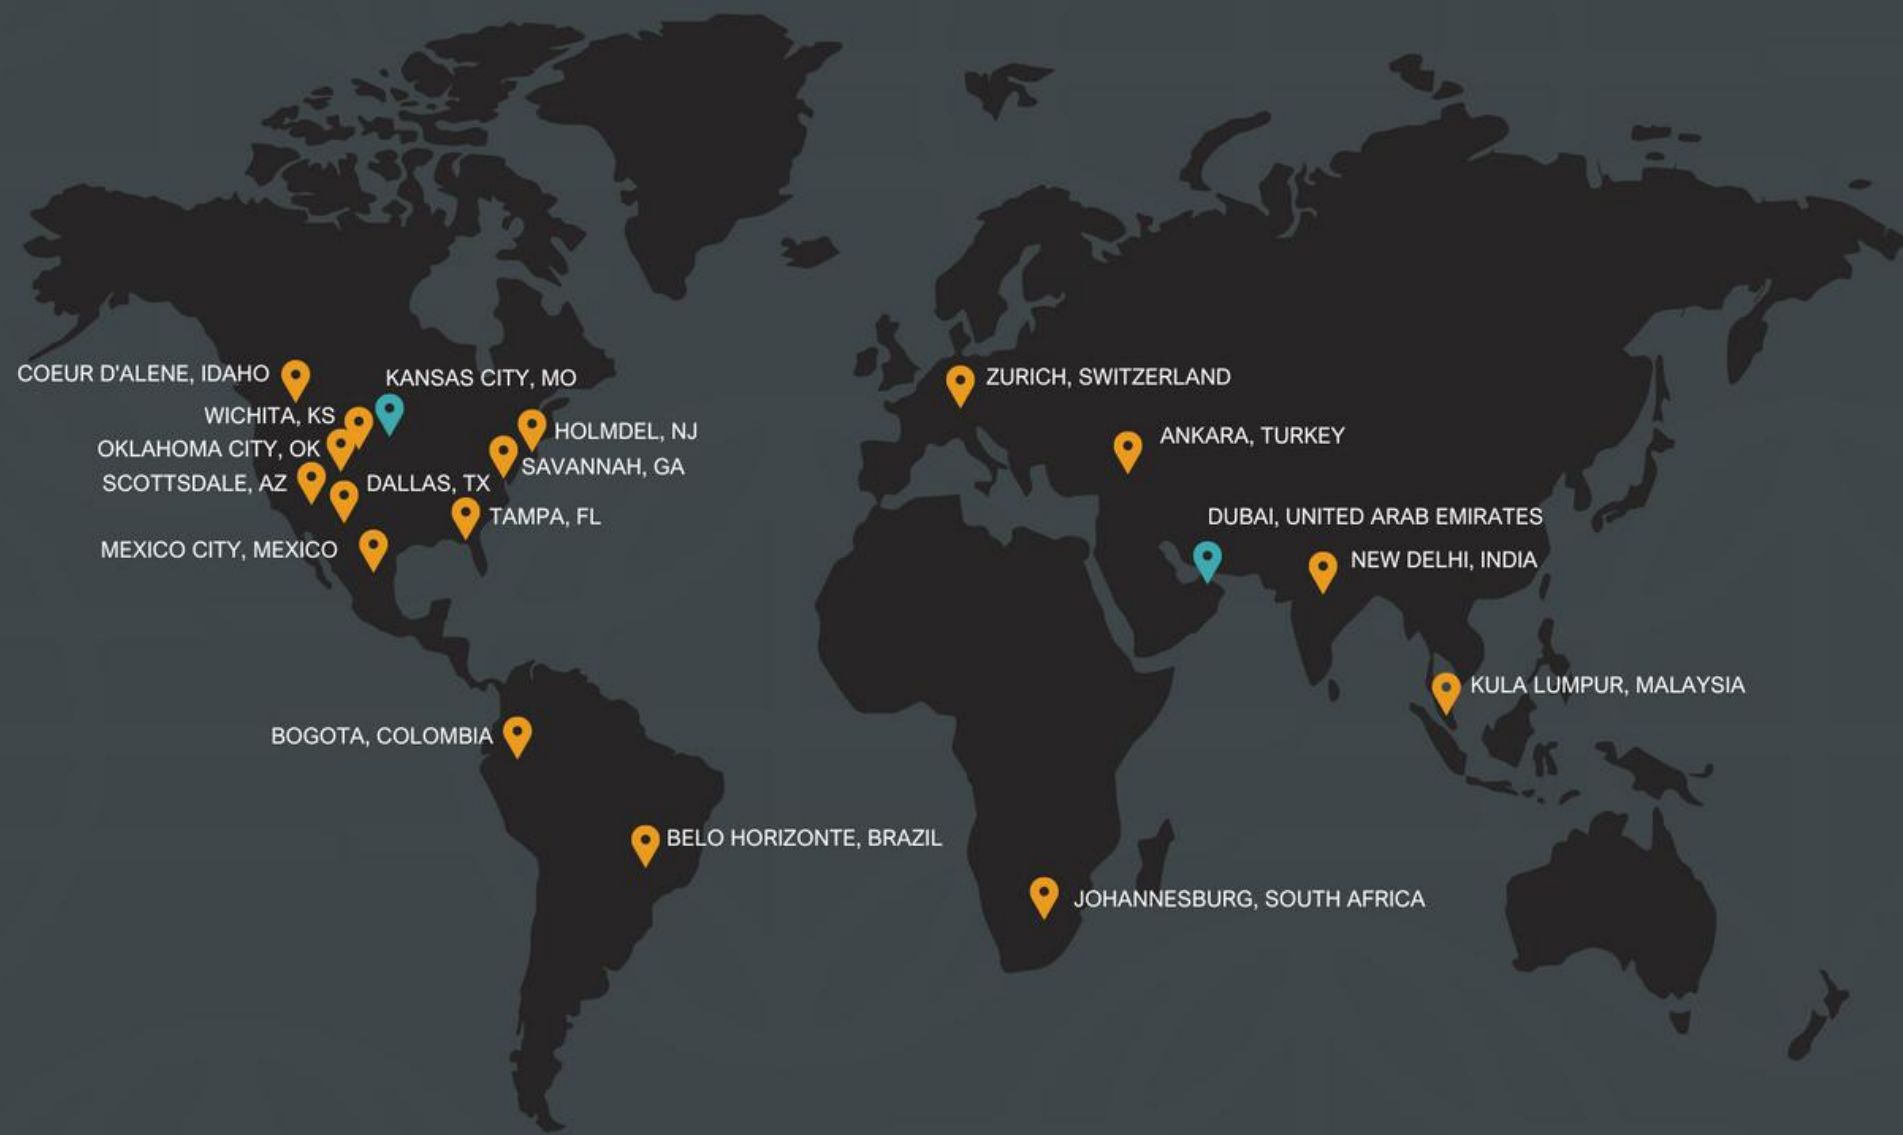 COEUR D'ALENE, IDAHO
KANSAS CITY, MO
WICHITA, KS
OKLAHOMA CITY, OK
SCOTTSDALE, AZ
DALLAS, TX
HOLMDEL, NJ
SAVANNAH, GA
TAMPA, FL
MEXICO CITY, MEXICO
ZURICH, SWITZERLAND
ANKARA, TURKEY
DUBAI, UNITED ARAB EMIRATES
NEW DELHI, INDIA
KULA LUMPUR, MALAYSIA
BOGOTA, COLOMBIA
BELO HORIZONTE, BRAZIL
JOHANNESBURG, SOUTH AFRICA